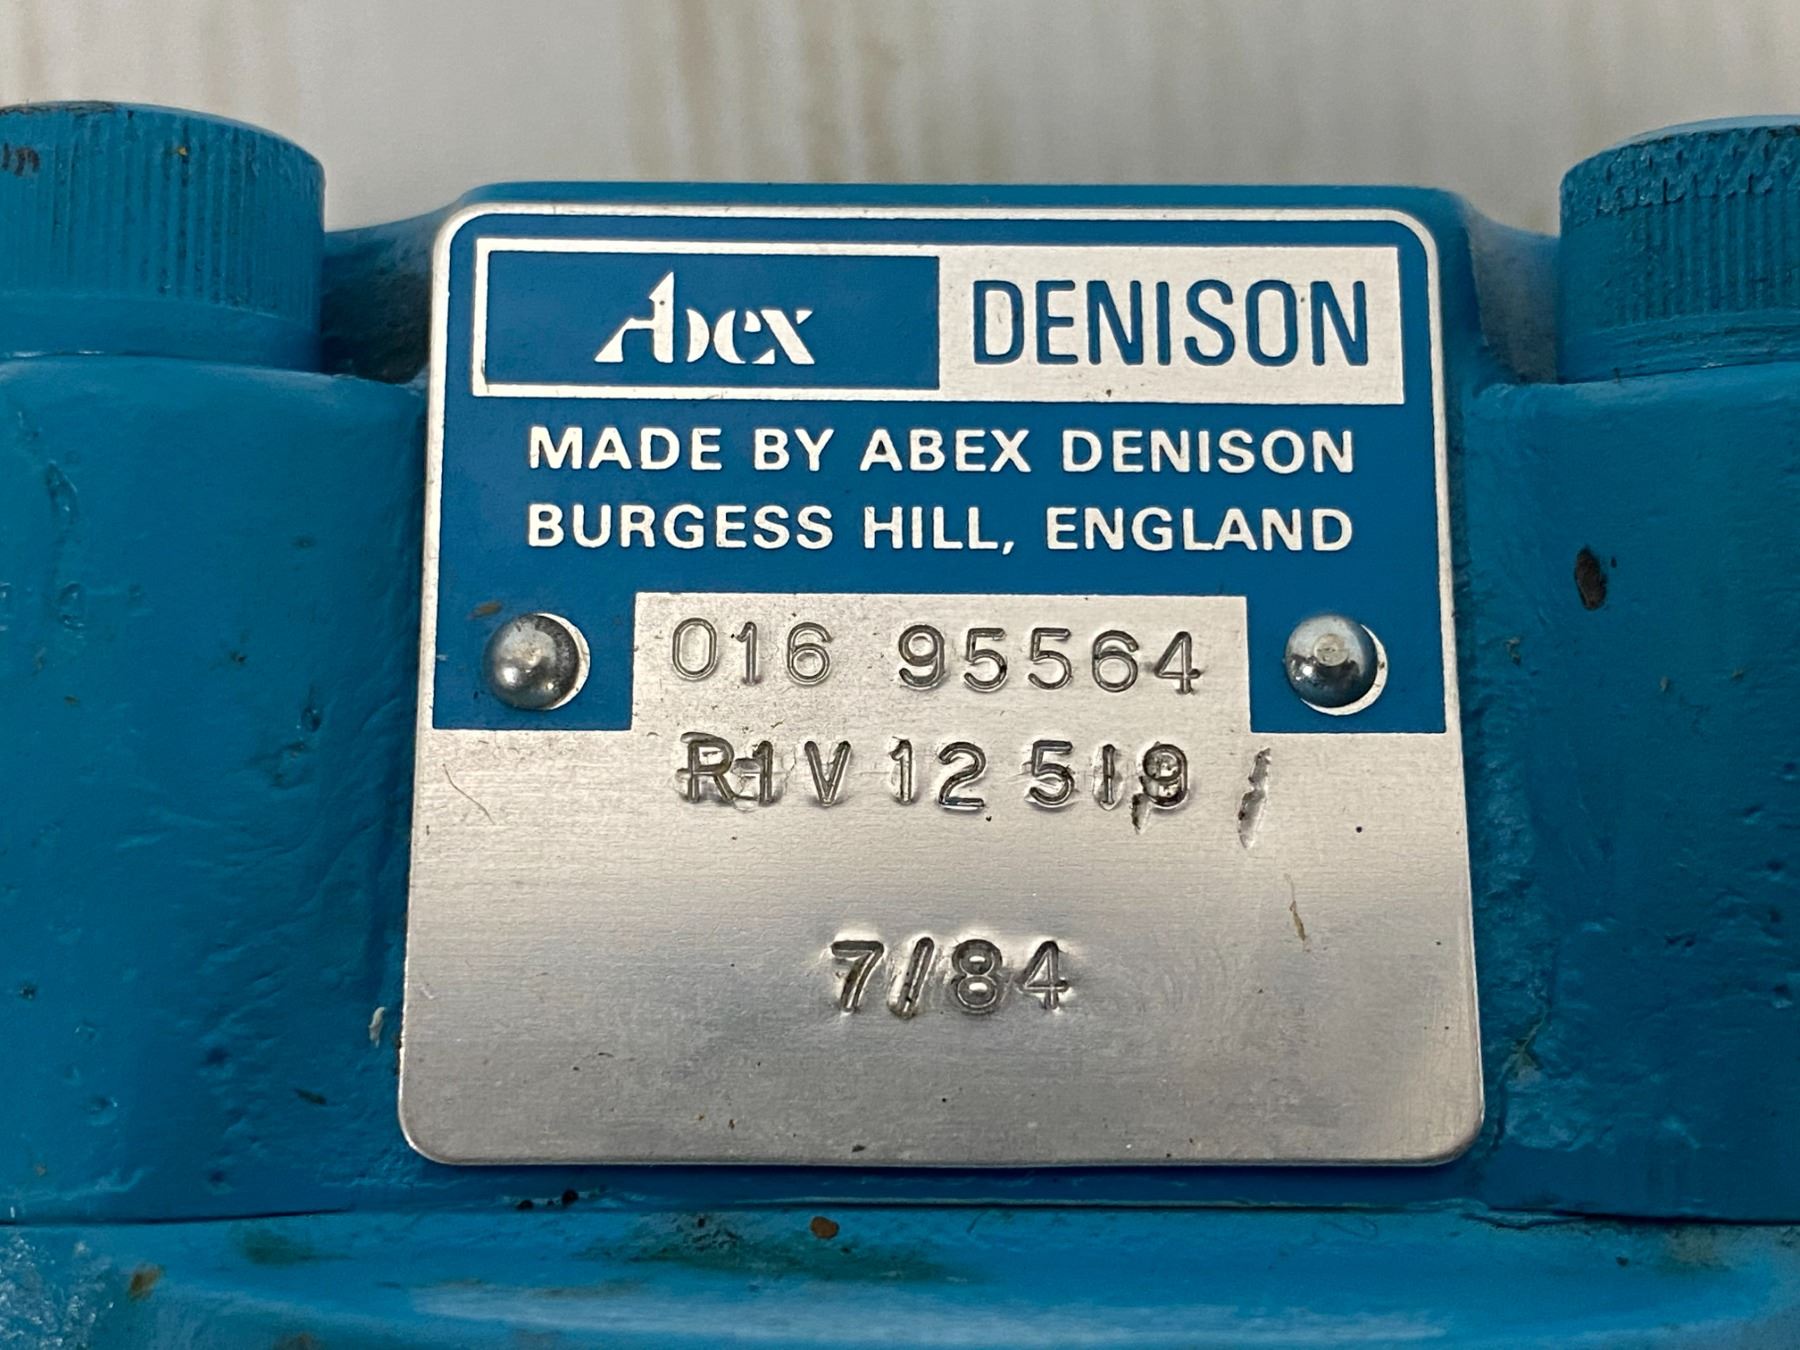 Abex DENISON
MADE BY ABEX DENISON
BURGESS HILL, ENGLAND
016 95564
R1V 12 519 /
7/84